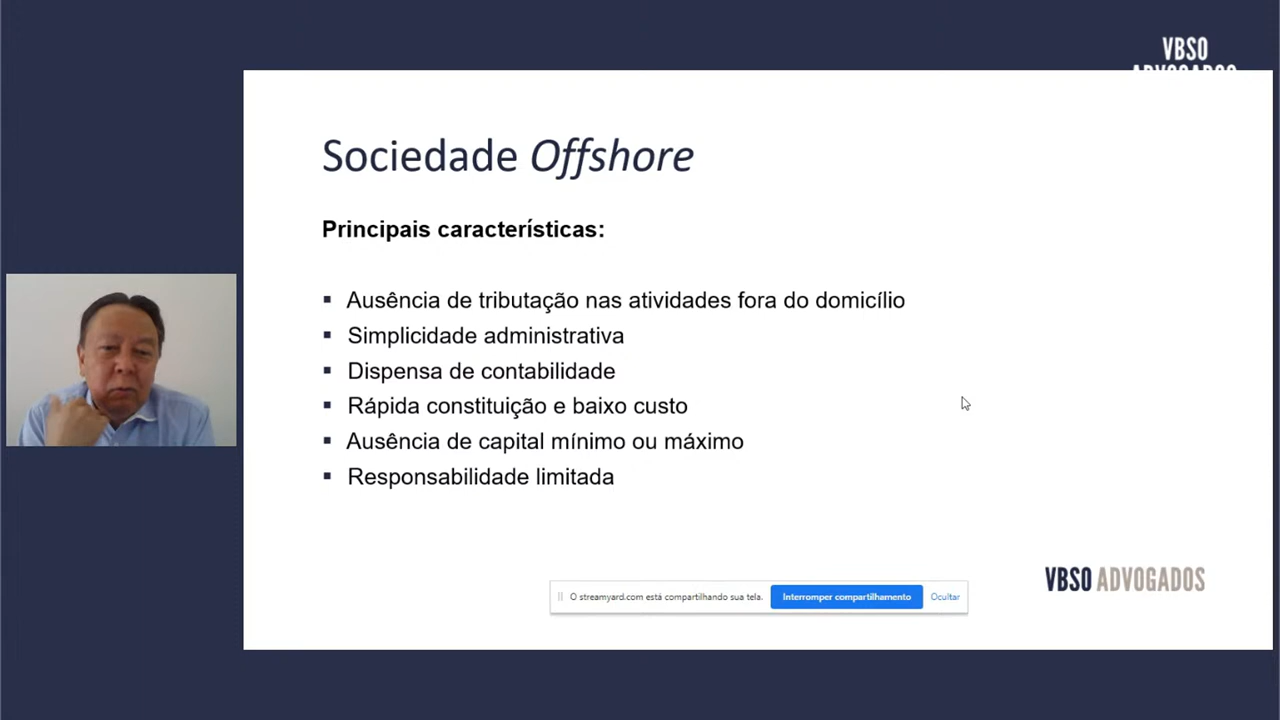 VBSO
ADVOGADOS
Sociedade Offshore
Principais características:
▪ Ausência de tributação nas atividades fora do domicílio
▪ Simplicidade administrativa
▪ Dispensa de contabilidade
▪ Rápida constituição e baixo custo
▪ Ausência de capital mínimo ou máximo
▪ Responsabilidade limitada
VBSO ADVOGADOS
O streamyard.com está compartilhando sua tela. Interromper compartilhamento Ocultar